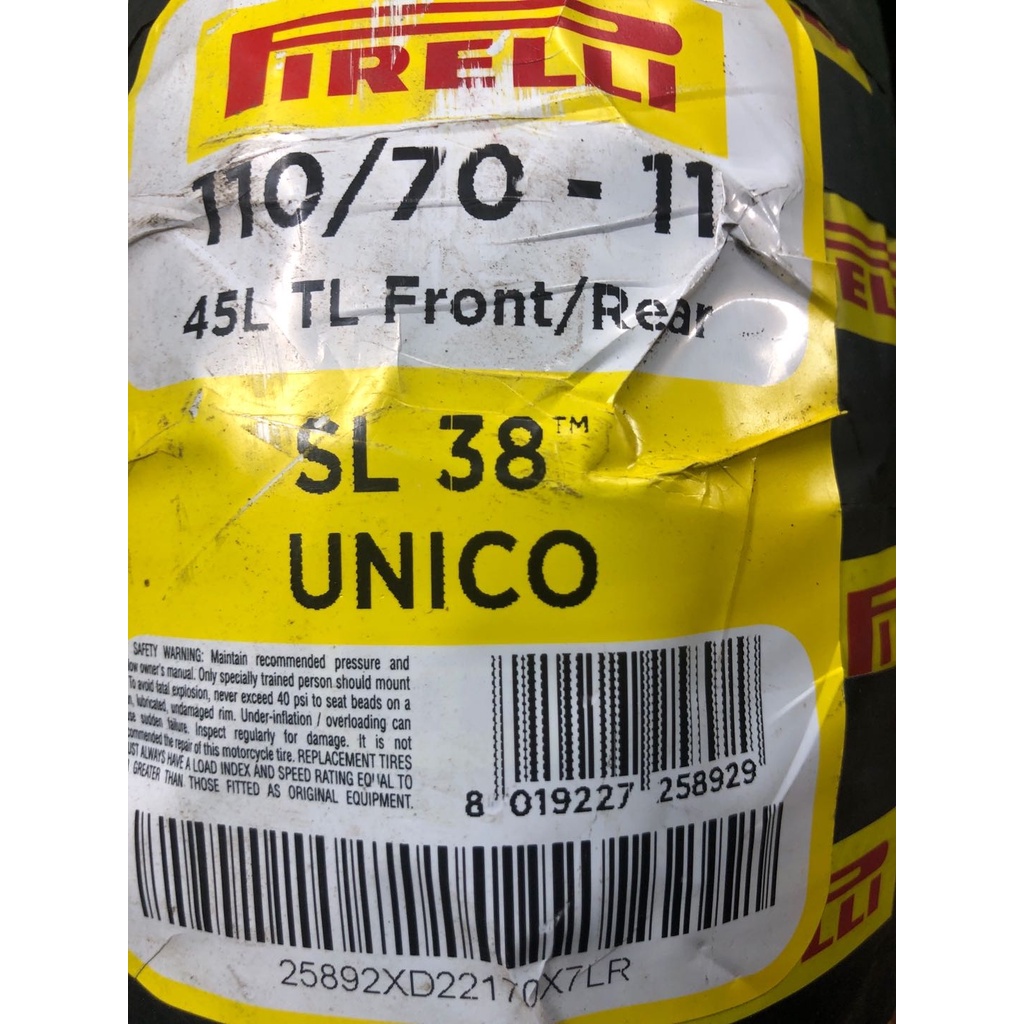 PIRELLI
110/70 - 11
45L TL Front/Rear
SL 38™
UNICO
SAFETY WARNING: Maintain recommended pressure and
owner's manual. Only specially trained person should mount
To avoid fatal explosion, never exceed 40 psi to seat beads on a
lubricated, undamaged rim. Under-inflation / overloading can
sudden failure. Inspect regularly for damage. It is not
the repair of this motorcycle tire. REPLACEMENT TIRES
ALWAYS HAVE A LOAD INDEX AND SPEED RATING EQUAL TO
GREATER THAN THOSE FITTED AS ORIGINAL EQUIPMENT.
8 019227 258929
25892XD22170X7LR